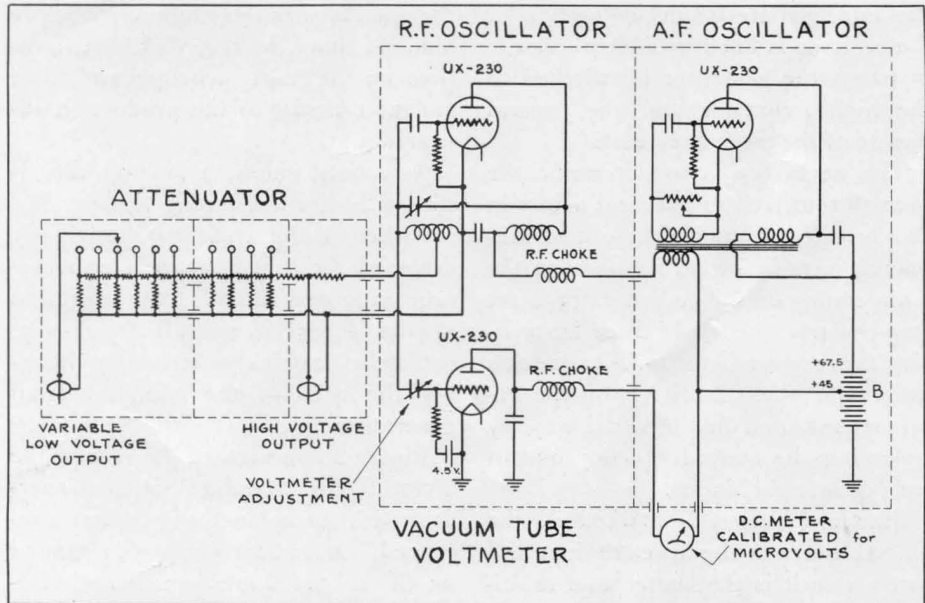 R.F. OSCILLATOR
A.F. OSCILLATOR
UX-230
UX-230
ATTENUATOR
R.F. CHOKE
UX-230
R.F. CHOKE
+67.5
+45
B
VARIABLE
LOW VOLTAGE
OUTPUT
HIGH VOLTAGE
OUTPUT
4.5 V.
VOLTMETER
ADJUSTMENT
VACUUM TUBE
VOLTMETER
D.C. METER
CALIBRATED for
MICROVOLTS